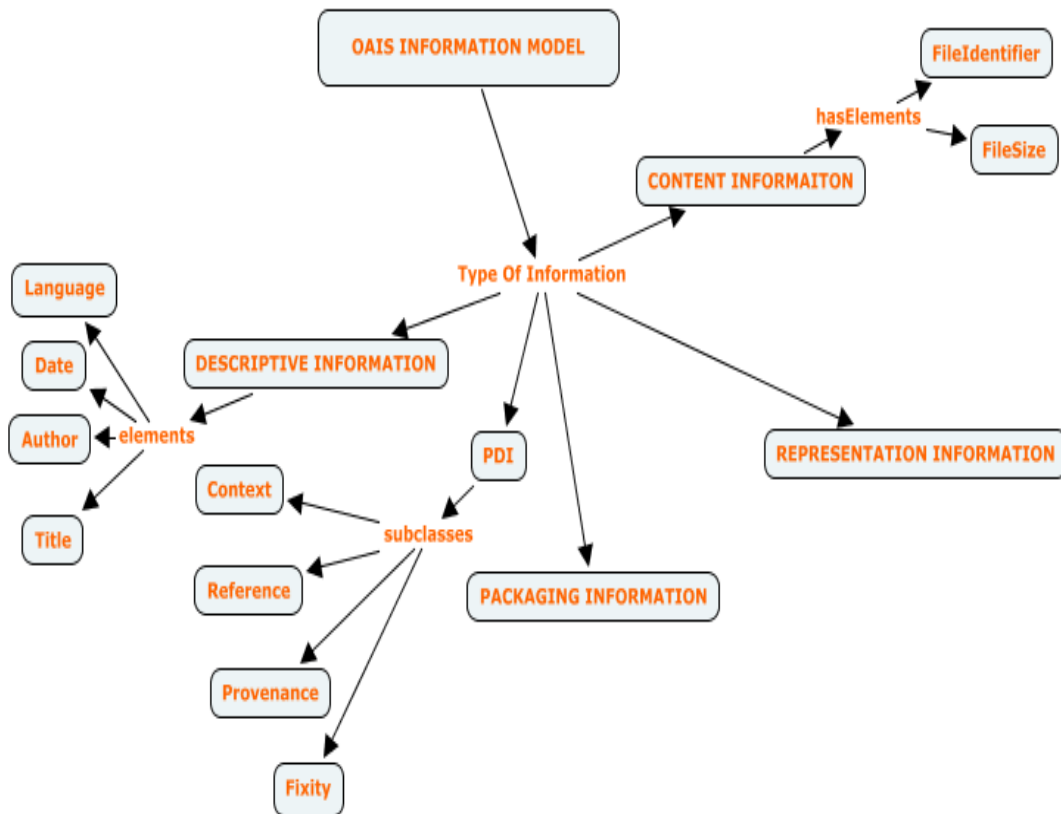 OAIS INFORMATION MODEL
FileIdentifier
hasElements
FileSize
CONTENT INFORMAITON
Type Of Information
Language
Date
DESCRIPTIVE INFORMATION
Author
elements
Title
PDI
REPRESENTATION INFORMATION
Context
subclasses
Reference
PACKAGING INFORMATION
Provenance
Fixity